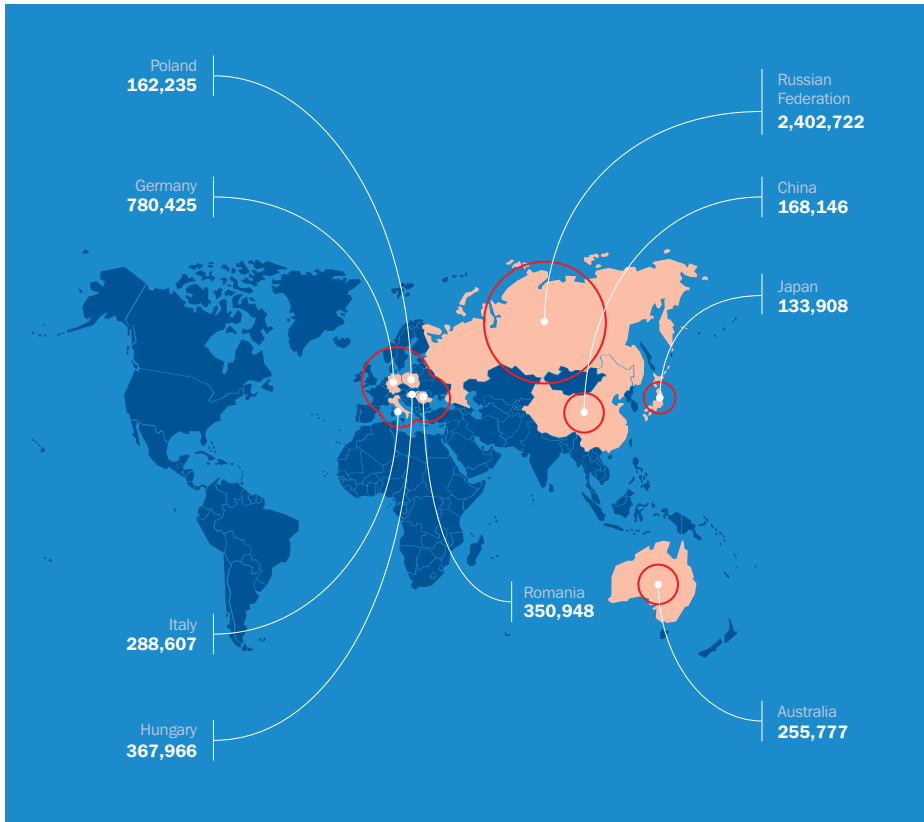 Poland
162,235
Germany
780,425
Italy
288,607
Hungary
367,966
Romania
350,948
Russian
Federation
2,402,722
China
168,146
Japan
133,908
Australia
255,777